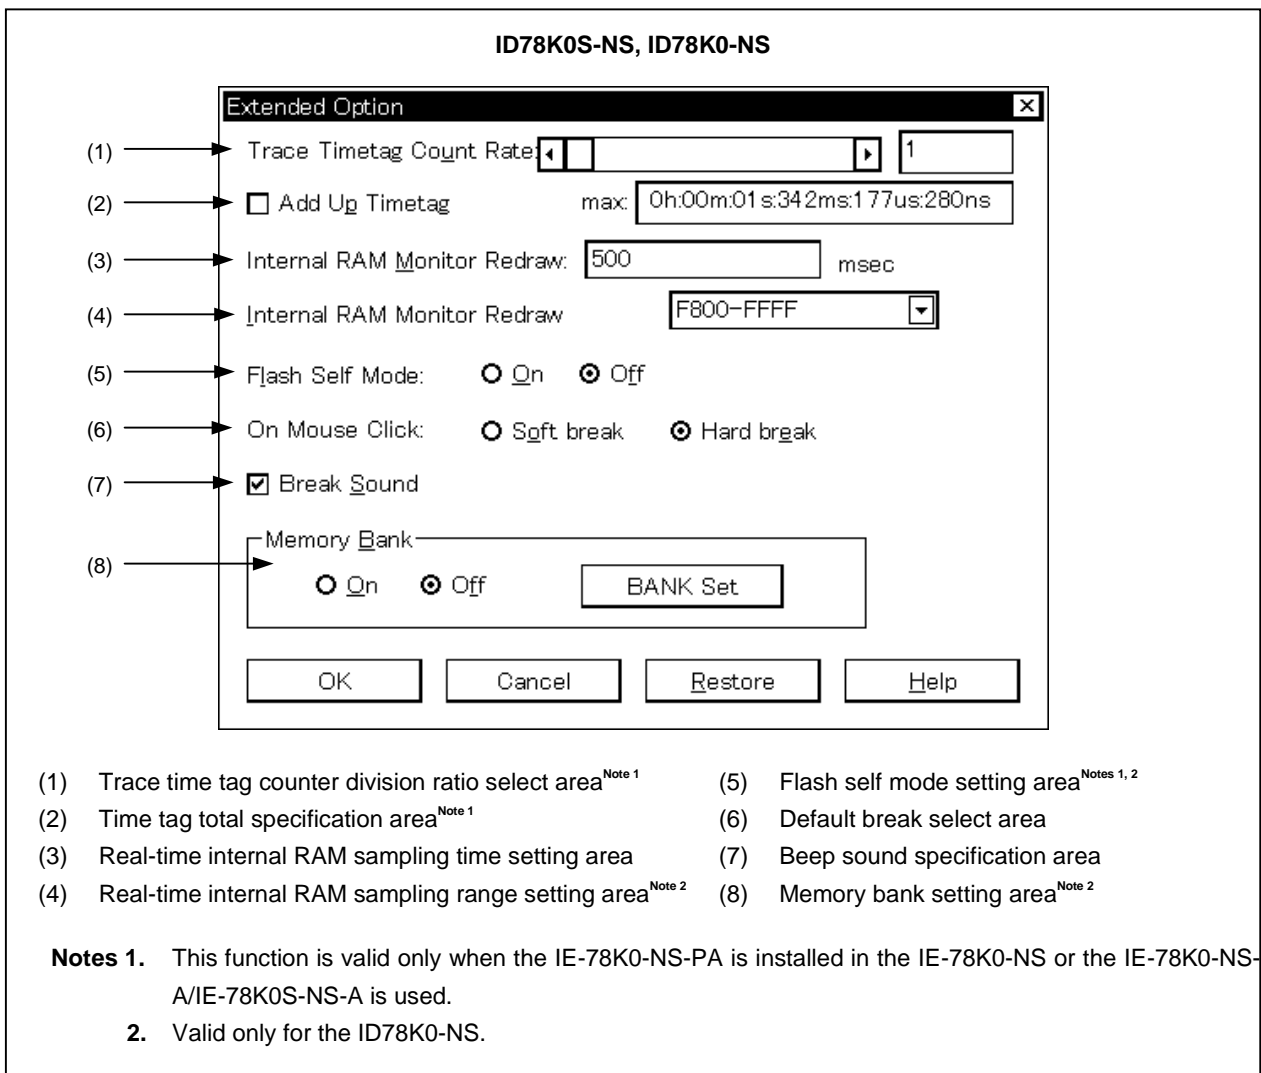 ID78K0S-NS, ID78K0-NS
Extended Option
(1) Trace Timetag Count Rate: 1
(2) Add Up Timetag max: 0h:00m:01s:342ms:177us:280ns
(3) Internal RAM Monitor Redraw: 500 msec
(4) Internal RAM Monitor Redraw F800-FFFF
(5) Flash Self Mode: On Off
(6) On Mouse Click: Soft break Hard break
(7) Break Sound
Memory Bank
(8) On Off BANK Set
OK Cancel Restore Help
(1) Trace time tag counter division ratio select area Note 1
(2) Time tag total specification area Note 1
(3) Real-time internal RAM sampling time setting area
(4) Real-time internal RAM sampling range setting area Note 2
(5) Flash self mode setting area Notes 1, 2
(6) Default break select area
(7) Beep sound specification area
(8) Memory bank setting area Note 2
Notes 1. This function is valid only when the IE-78K0-NS-PA is installed in the IE-78K0-NS or the IE-78K0-NS-
A/IE-78K0S-NS-A is used.
2. Valid only for the ID78K0-NS.